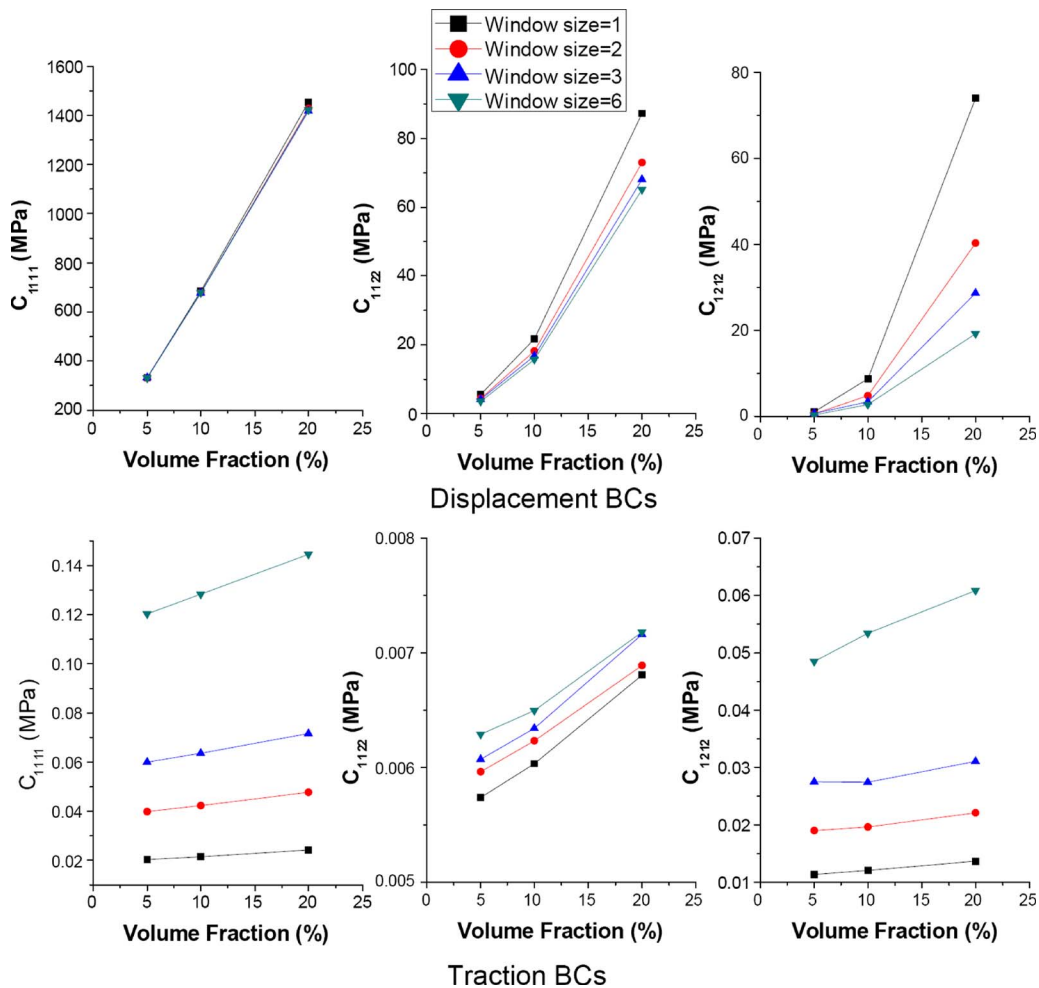 Window size=1
Window size=2
Window size=3
Window size=6
1600
1400
1200
1000
800
600
400
200
C1111 (MPa)
0 5 10 15 20 25
Volume Fraction (%)
100
80
60
40
20
0
C1122 (MPa)
0 5 10 15 20 25
Volume Fraction (%)
80
60
40
20
0
C1212 (MPa)
0 5 10 15 20 25
Volume Fraction (%)
Displacement BCs
0.14
0.12
0.10
0.08
0.06
0.04
0.02
C1111 (MPa)
0 5 10 15 20 25
Volume Fraction (%)
0.008
0.007
0.006
0.005
C1122 (MPa)
0 5 10 15 20 25
Volume Fraction (%)
0.07
0.06
0.05
0.04
0.03
0.02
0.01
C1212 (MPa)
0 5 10 15 20 25
Volume Fraction (%)
Traction BCs